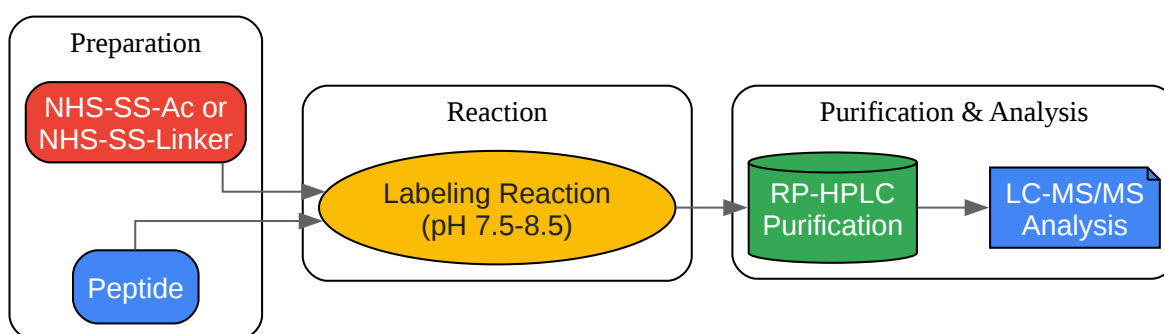 Preparation
NHS-SS-Ac or
NHS-SS-Linker
Peptide
Reaction
Labeling Reaction
(pH 7.5-8.5)
Purification & Analysis
RP-HPLC
Purification
LC-MS/MS
Analysis